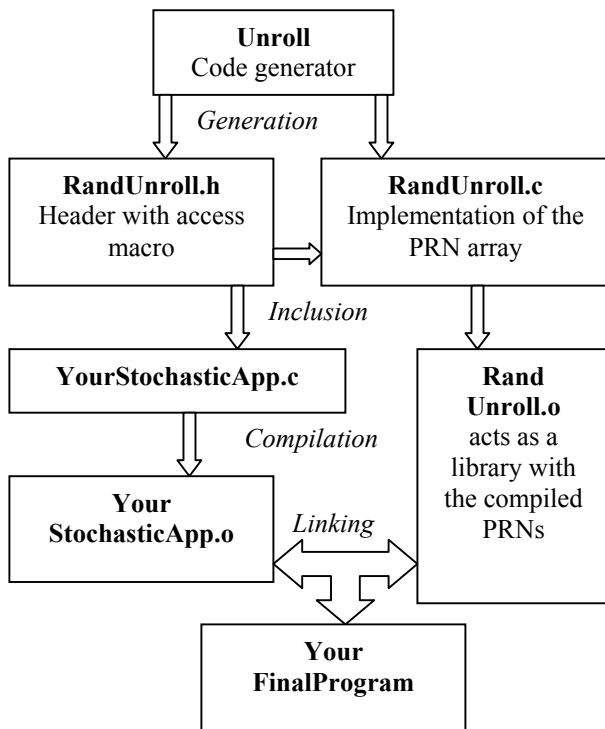 Unroll
Code generator
Generation
RandUnroll.h
Header with access
macro
RandUnroll.c
Implementation of the
PRN array
Inclusion
YourStochasticApp.c
Rand
Unroll.o
acts as a
library with
the compiled
PRNs
Compilation
Your
StochasticApp.o
Linking
Your
FinalProgram